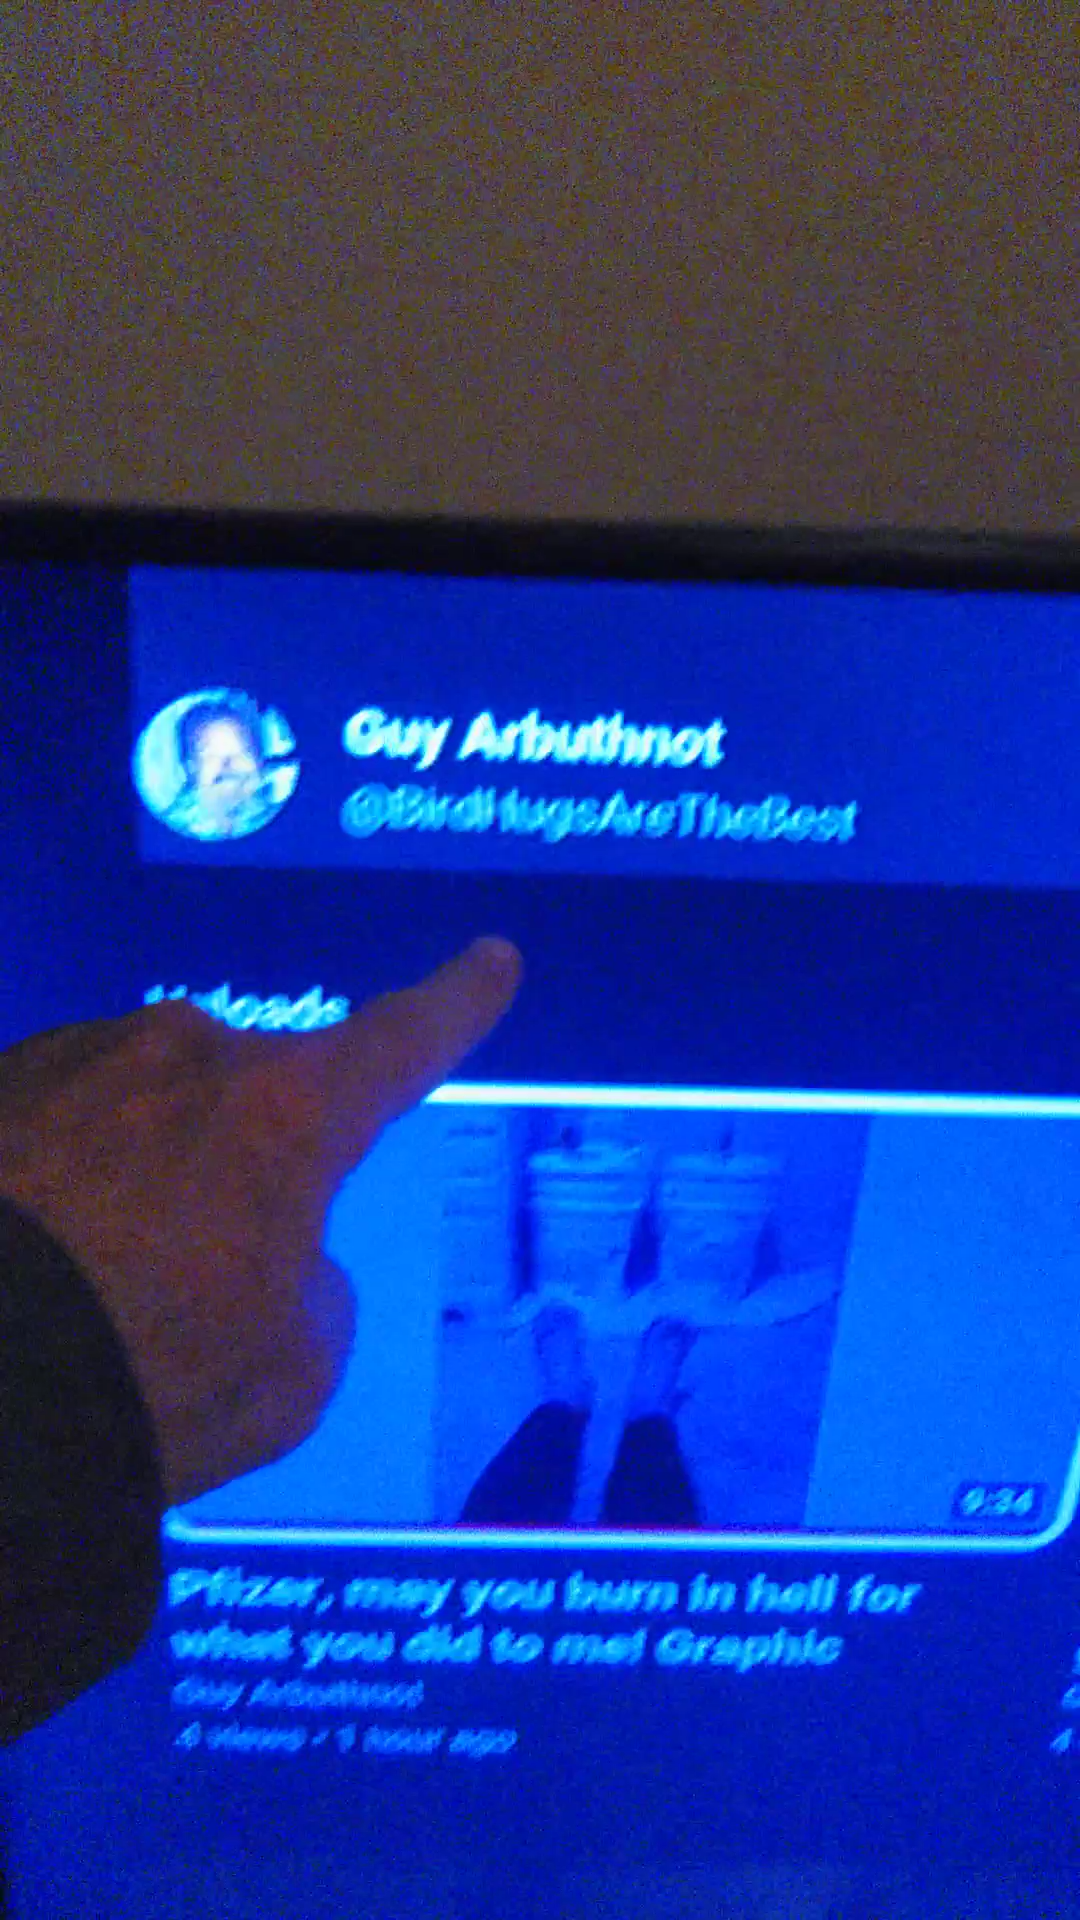 Guy Arbuthnot
@BirdHugsAreTheBest
Uploads
9:34
Pfizer, may you burn in hell for
what you did to me! Graphic
Guy Arbuthnot
4 views • 1 hour ago